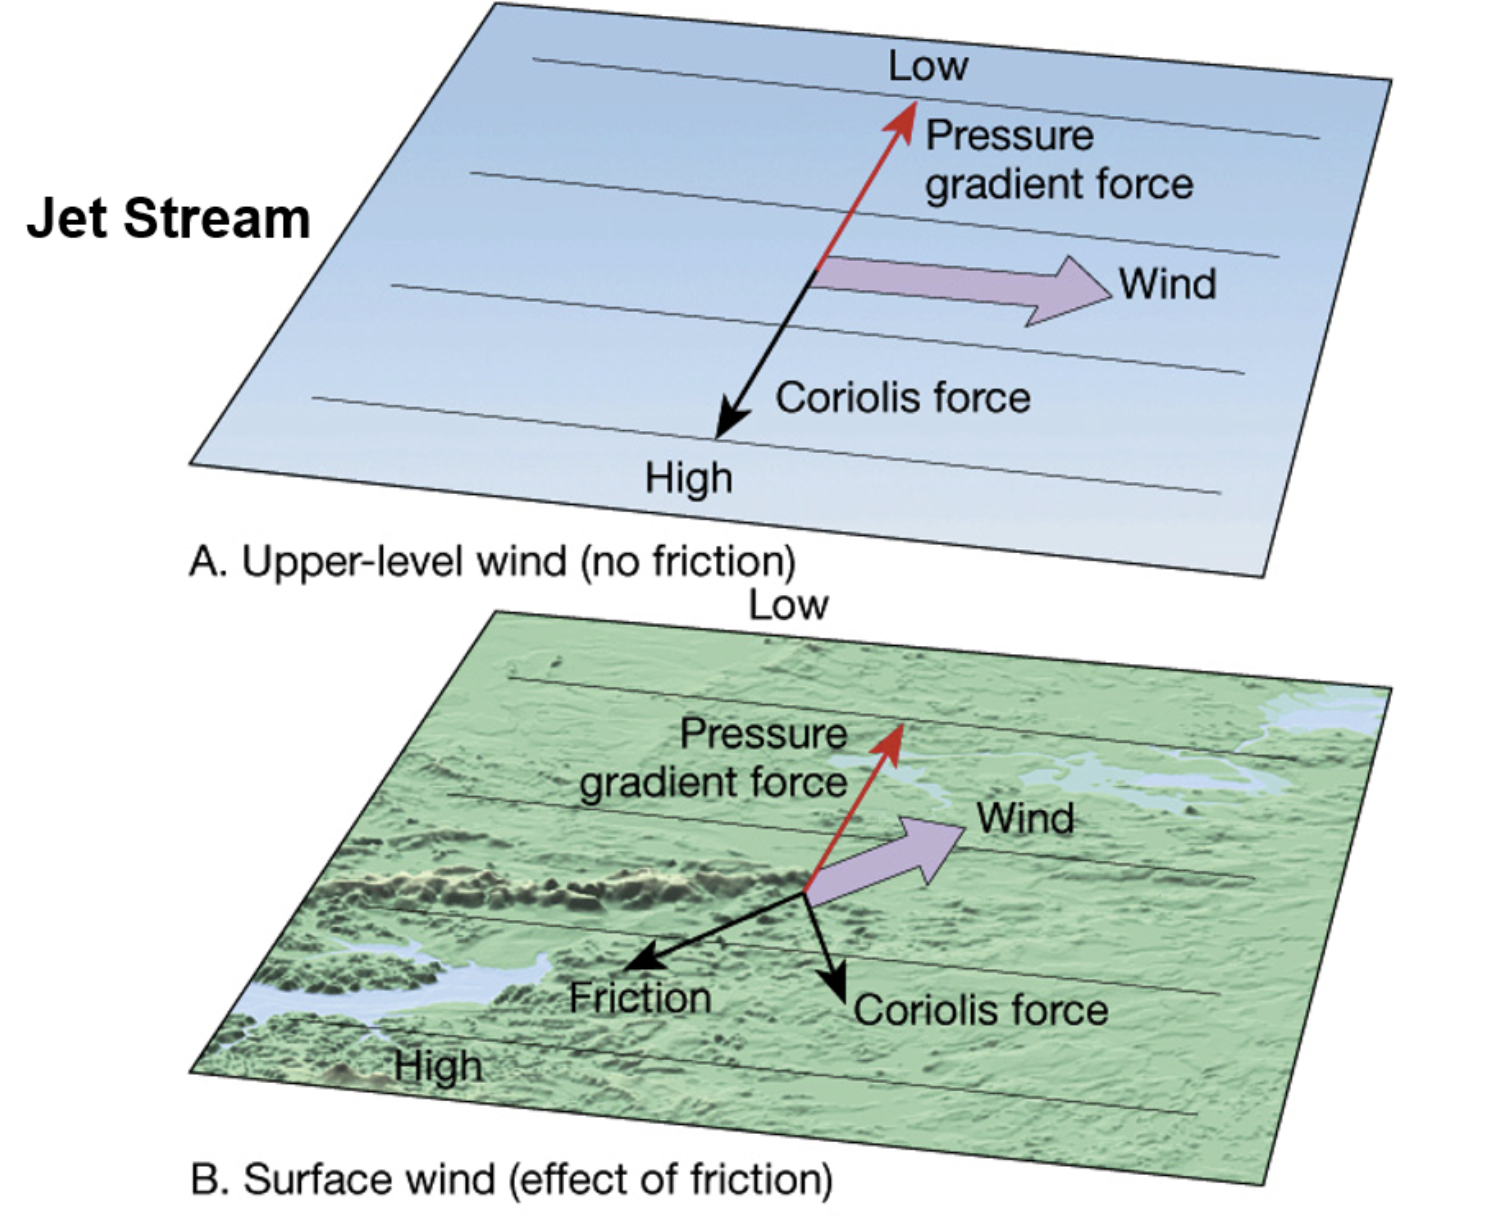 Low
Pressure
gradient force
Jet Stream
Wind
Coriolis force
High
A. Upper-level wind (no friction)
Low
Pressure
gradient force
Wind
Friction
Coriolis force
High
B. Surface wind (effect of friction)